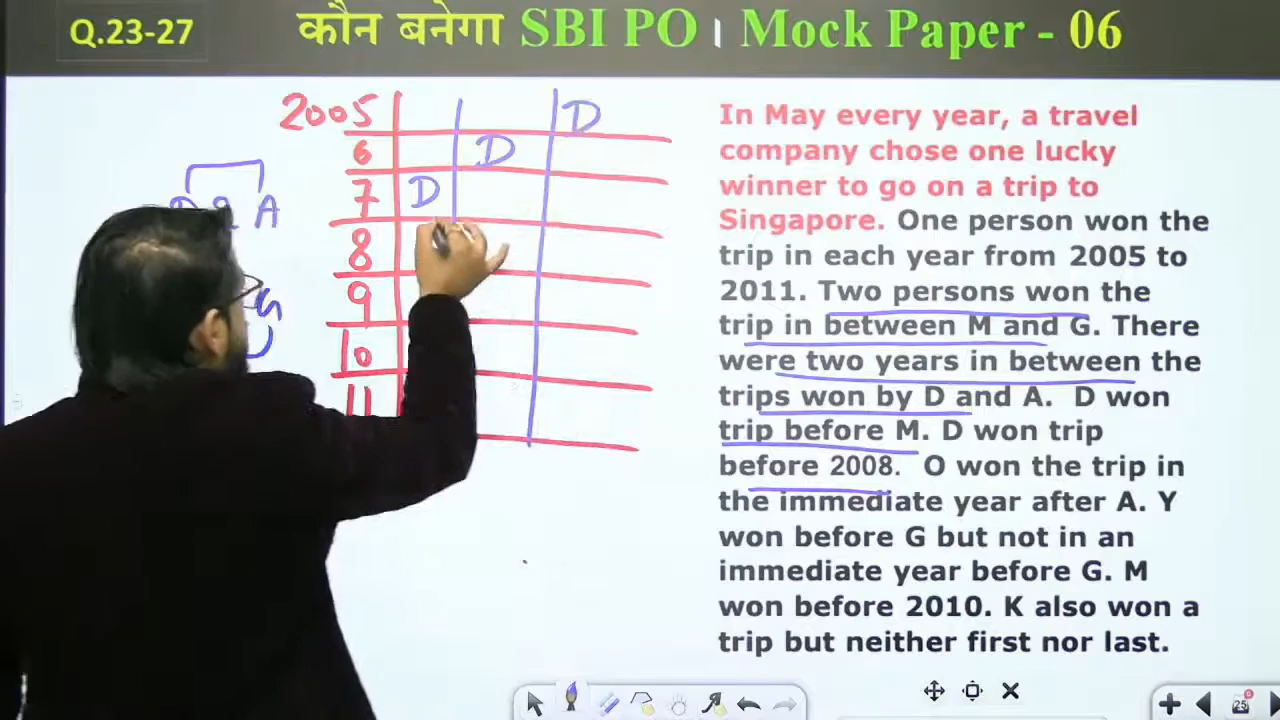 Q.23-27
कौन बनेगा SBI PO । Mock Paper - 06
2005
D
6
D
7
D
A
8
9
G
10
11
In May every year, a travel
company chose one lucky
winner to go on a trip to
Singapore. One person won the
trip in each year from 2005 to
2011. Two persons won the
trip in between M and G. There
were two years in between the
trips won by D and A. D won
trip before M. D won trip
before 2008. O won the trip in
the immediate year after A. Y
won before G but not in an
immediate year before G. M
won before 2010. K also won a
trip but neither first nor last.
25